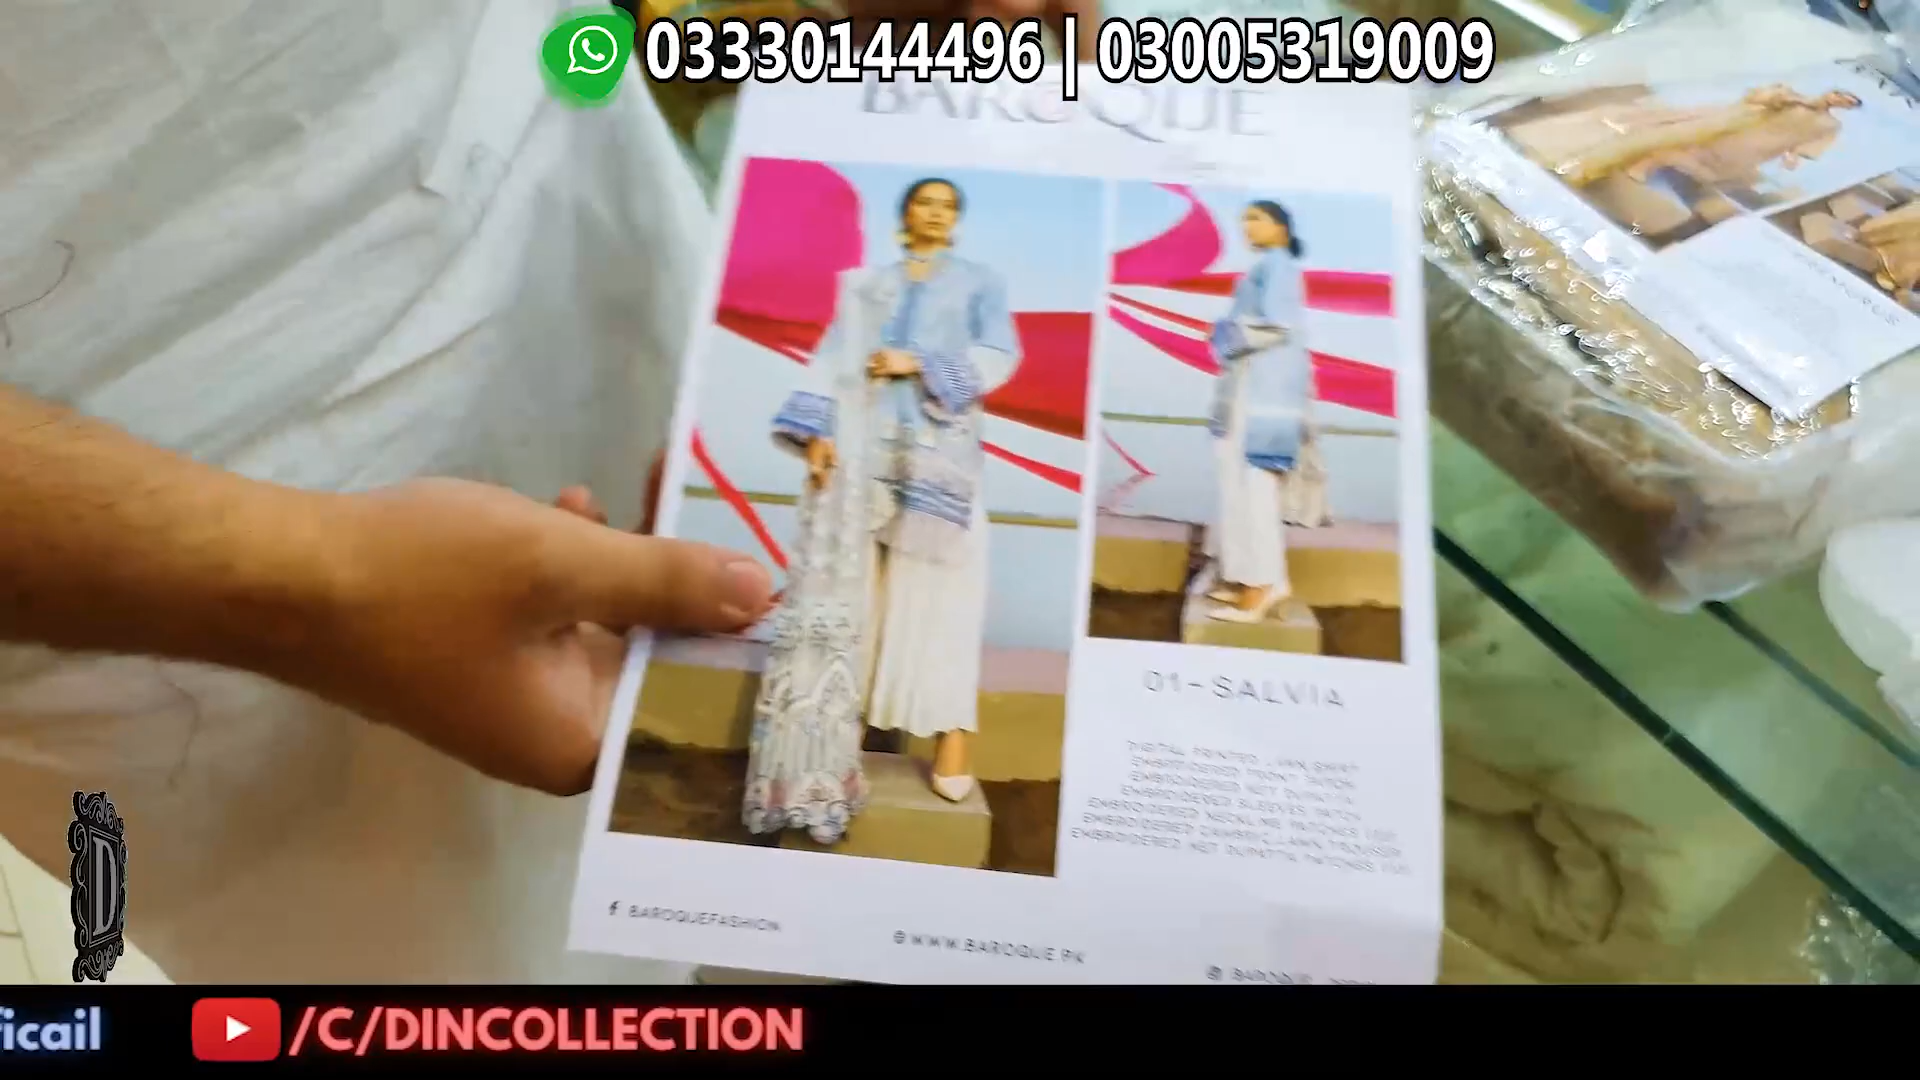 03330144496 | 03005319009
BAROQUE
01-SALVIA
DIGITAL PRINTED LAWN SHIRT
EMBROIDERED FRONT PATCH
EMBROIDERED NET DUPATTA
EMBROIDERED SLEEVES PATCH
EMBROIDERED NECKLINE PATCHES
EMBROIDERED CAMBRIC LAWN TROUSER
EMBROIDERED NET DUPATTA PATCHES
BAROQUEFASHION
WWW.BAROQUE.PK
BAROQUE
D
ficail
/C/DINCOLLECTION